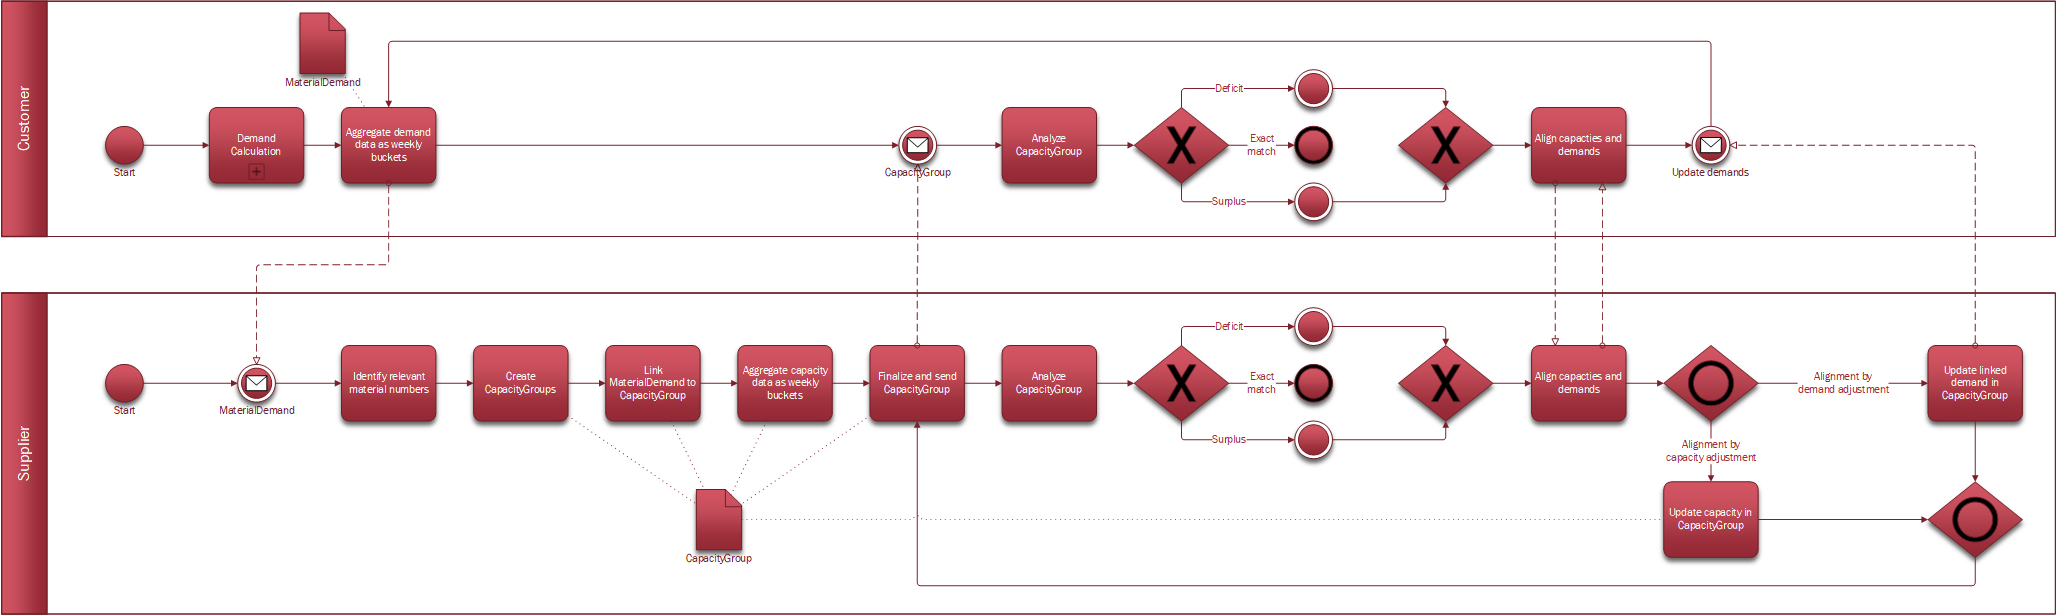 Customer
MaterialDemand
Start
Demand
Calculation
Aggregate demand
data as weekly
buckets
CapacityGroup
Analyze
CapacityGroup
X
Deficit
Exact
match
Surplus
X
Align capacties and
demands
Update demands
Supplier
Start
MaterialDemand
Identify relevant
material numbers
Create
CapacityGroups
Link
MaterialDemand to
CapacityGroup
Aggregate capacity
data as weekly
buckets
Finalize and send
CapacityGroup
Analyze
CapacityGroup
X
Deficit
Exact
match
Surplus
X
Align capacties and
demands
Alignment by
demand adjustment
Update linked
demand in
CapacityGroup
Alignment by
capacity adjustment
Update capacity in
CapacityGroup
CapacityGroup